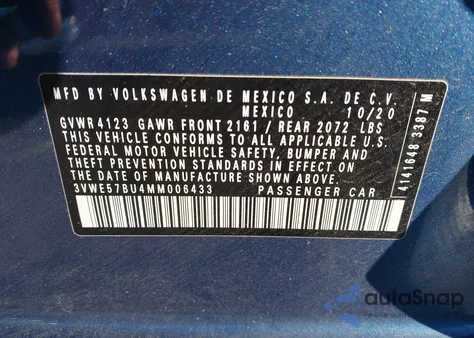 MFD BY VOLKSWAGEN DE MEXICO S.A. DE C.V.
MEXICO 10/20
GVWR 4123 GAWR FRONT 2161 / REAR 2072 LBS
THIS VEHICLE CONFORMS TO ALL APPLICABLE U.S.
FEDERAL MOTOR VEHICLE SAFETY, BUMPER AND
THEFT PREVENTION STANDARDS IN EFFECT ON
THE DATE OF MANUFACTURE SHOWN ABOVE.
3VWE57BU4MM006433 PASSENGER CAR
4141648 3387 M
autoSnap